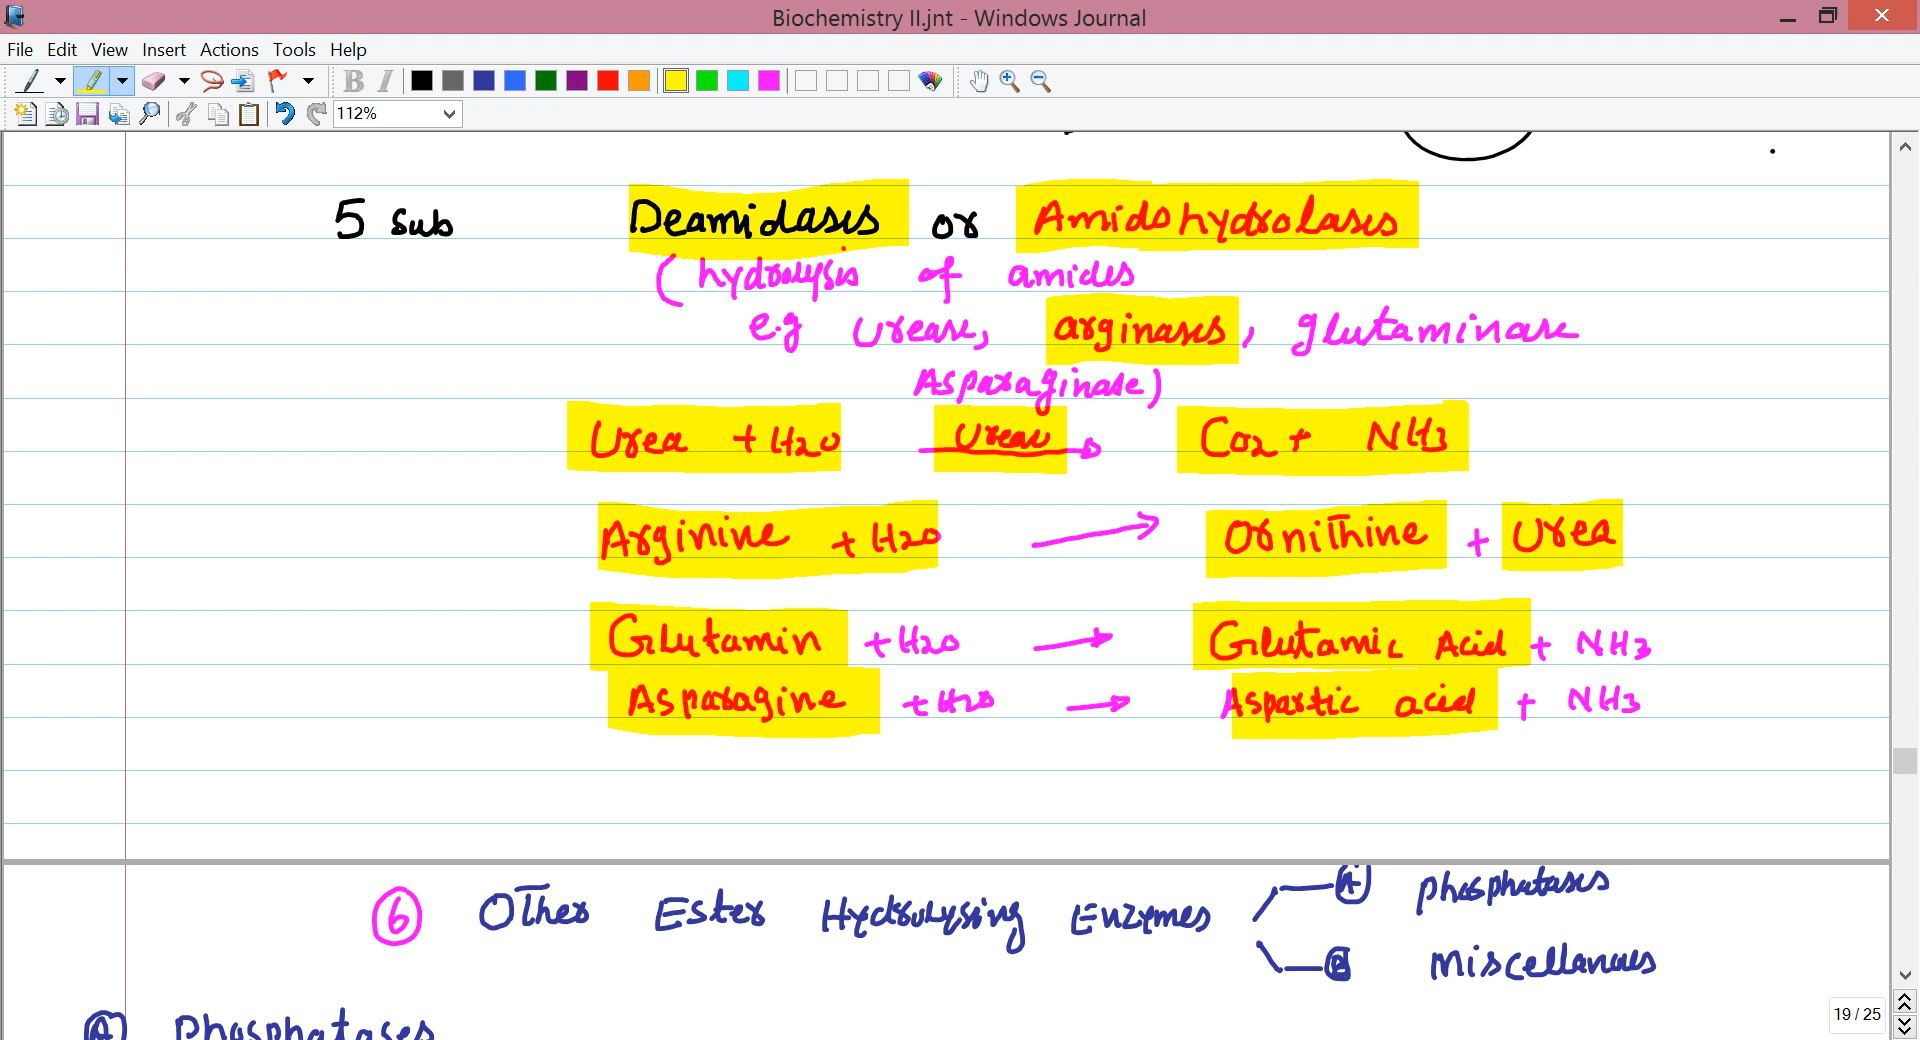 Biochemistry II.jnt - Windows Journal
File Edit View Insert Actions Tools Help
B I
112%
5 Sub Deamidases or Amidohydrolases
(hydrolysis of amides
e.g Urease, arginases, glutaminase
Asparaginase)
Urea + H2O Urease CO2 + NH3
Arginine + H2O Ornithine + Urea
Glutamin + H2O Glutamic Acid + NH3
Asparagine + H2O Aspartic acid + NH3
6 Other Ester Hydrolysing Enzymes A Phosphatases
B Miscellanous
A Phosphatases
19 / 25